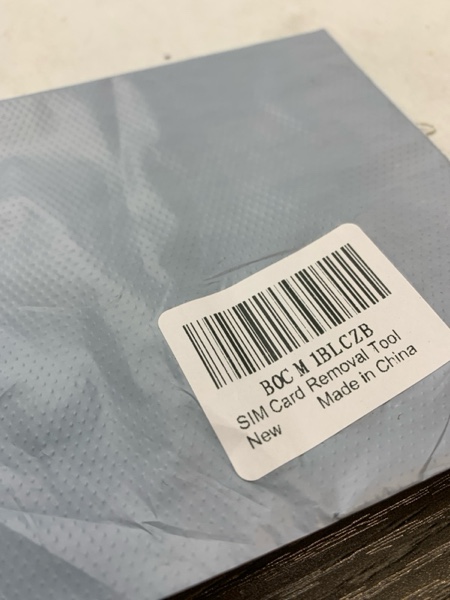 B0C M 1BLCZB
SIM Card Removal Tool
New Made in China